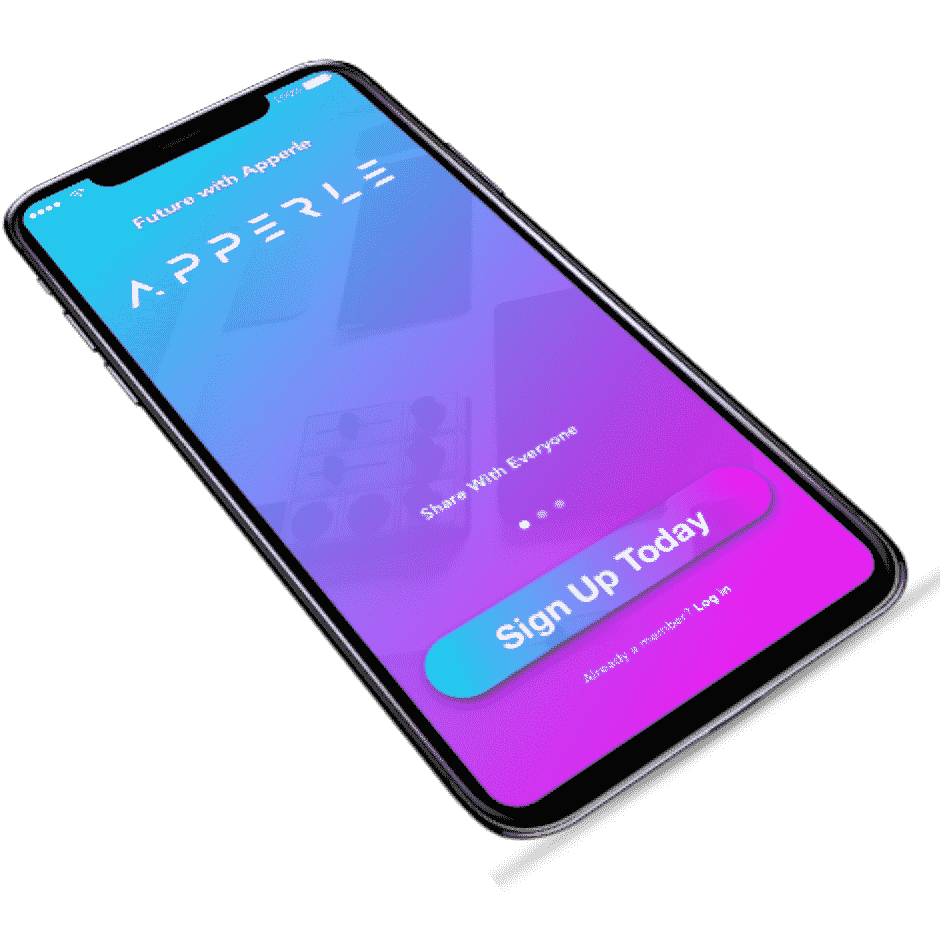 Future with Apperle
APPERLE
Share With Everyone
Sign Up Today
Already a member? Log in